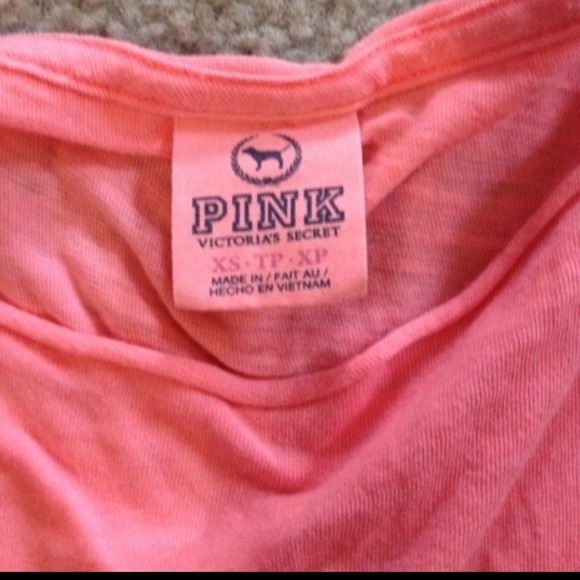 PINK
VICTORIA'S SECRET
XS · TP · XP
MADE IN / FAIT AU /
HECHO EN VIETNAM